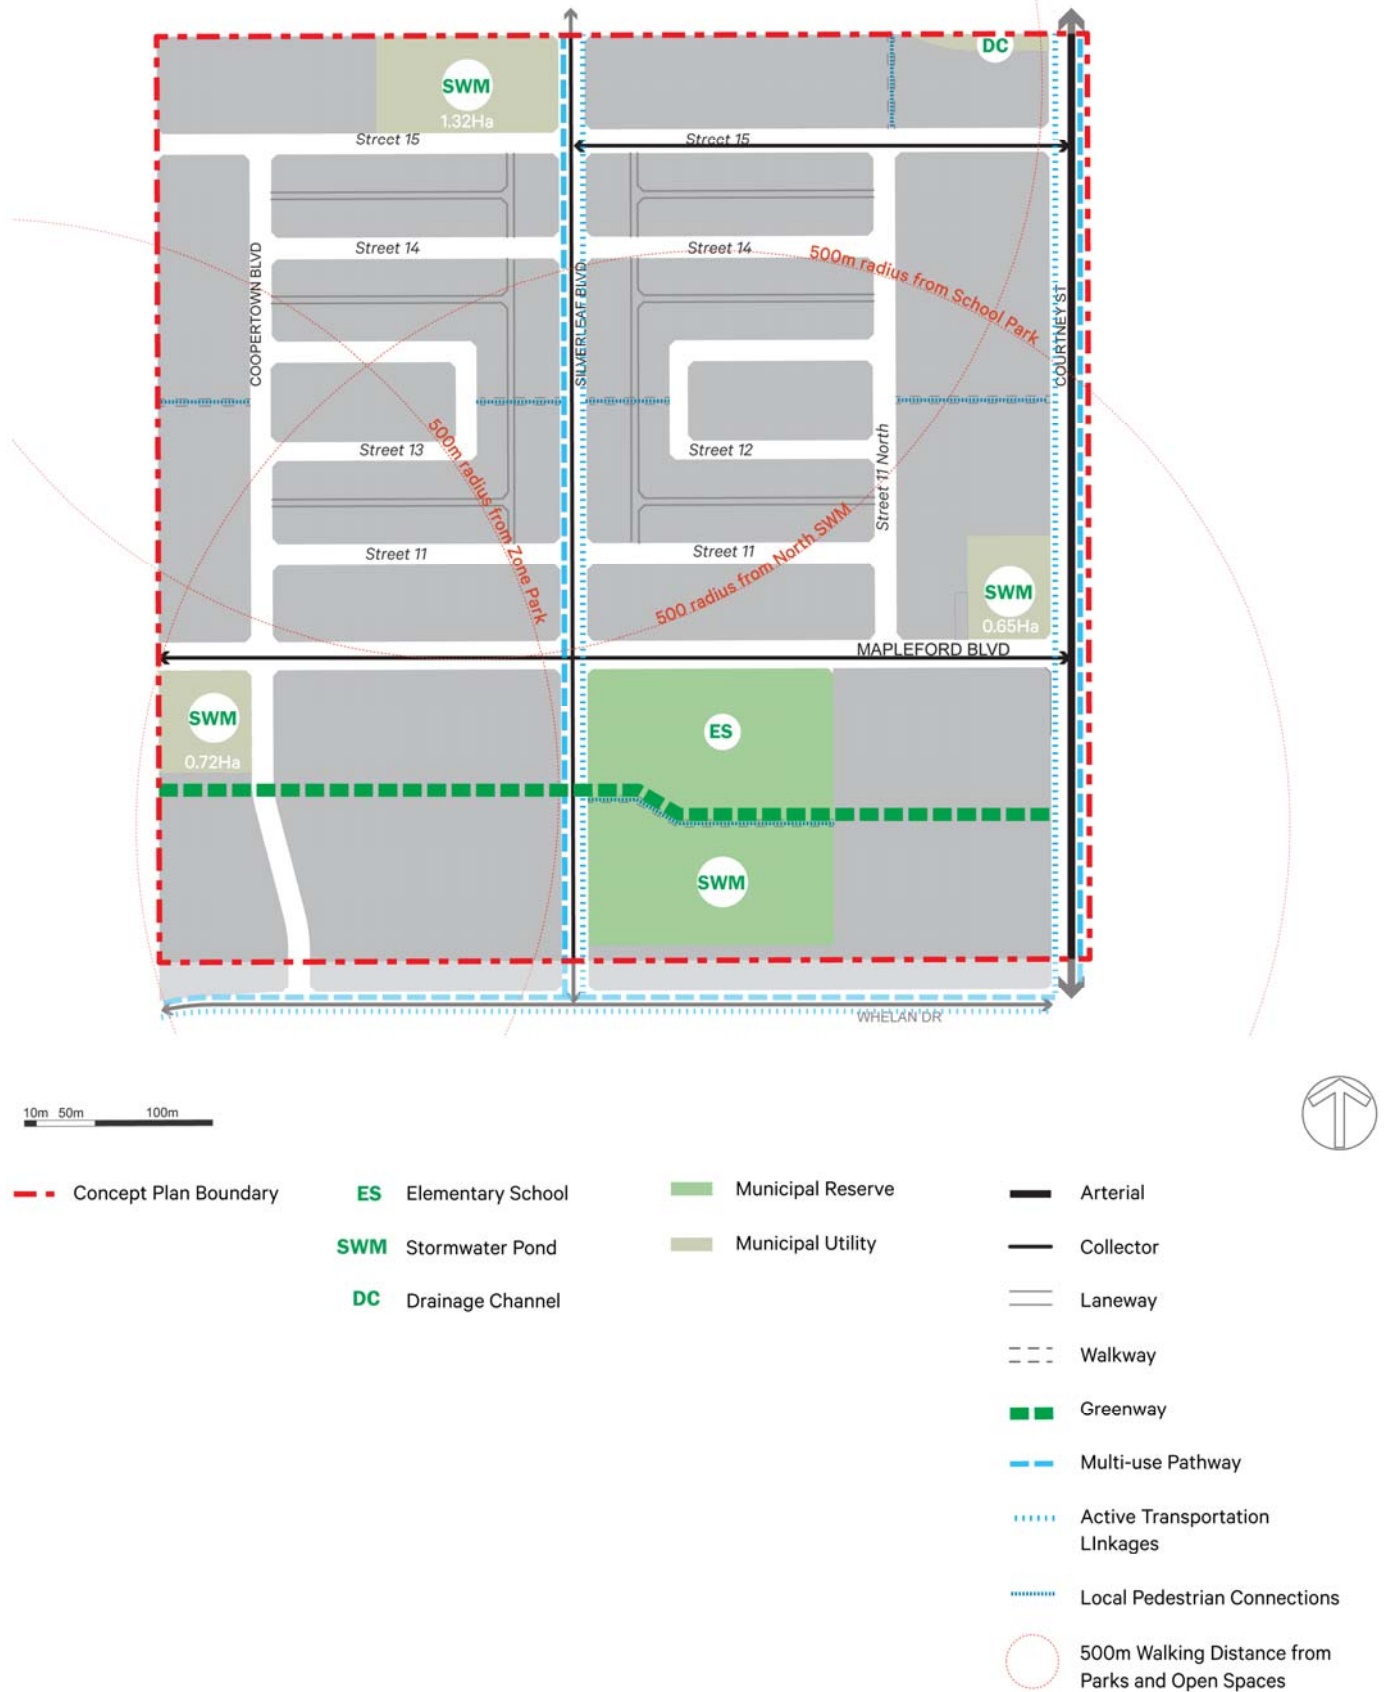 DC
SWM
1.32Ha
Street 15
Street 15
Street 14
Street 14
500m radius from School Park
COOPERTOWN BLVD
SILVERLEAF BLVD
COURTNEY ST
500m radius from Zone Park
Street 13
Street 12
Street 11 North
500 radius from North SWM
Street 11
Street 11
SWM
0.65Ha
MAPLEFORD BLVD
SWM
0.72Ha
ES
SWM
WHELAN DR
10m 50m 100m
Concept Plan Boundary
ES Elementary School
SWM Stormwater Pond
DC Drainage Channel
Municipal Reserve
Municipal Utility
Arterial
Collector
Laneway
Walkway
Greenway
Multi-use Pathway
Active Transportation
LInkages
Local Pedestrian Connections
500m Walking Distance from
Parks and Open Spaces